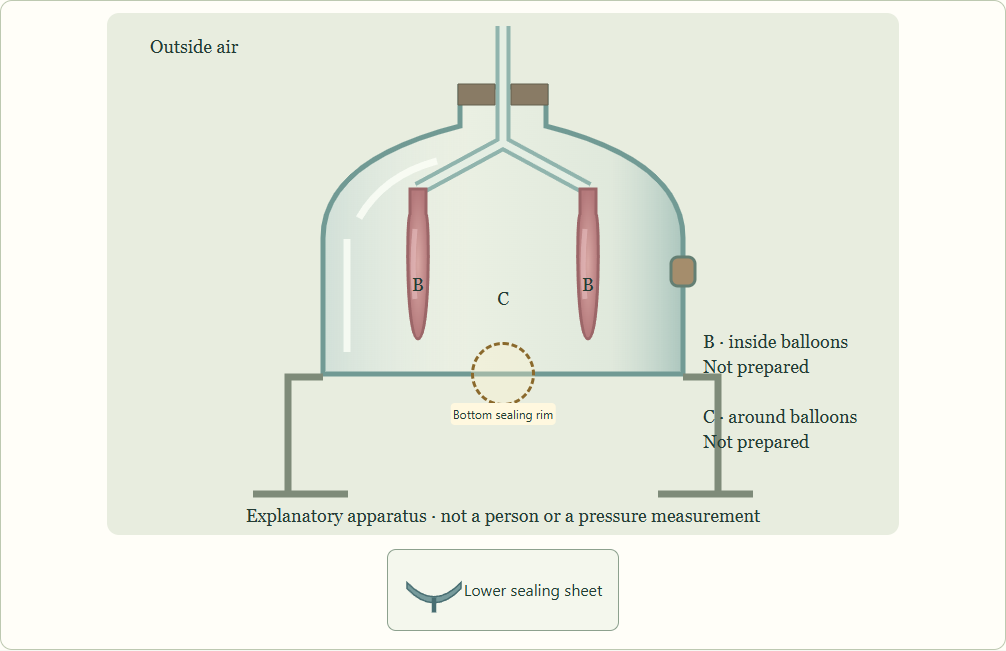 Outside air
B
B
C
B · inside balloons
Not prepared
C · around balloons
Not prepared
Bottom sealing rim
Explanatory apparatus · not a person or a pressure measurement
Lower sealing sheet